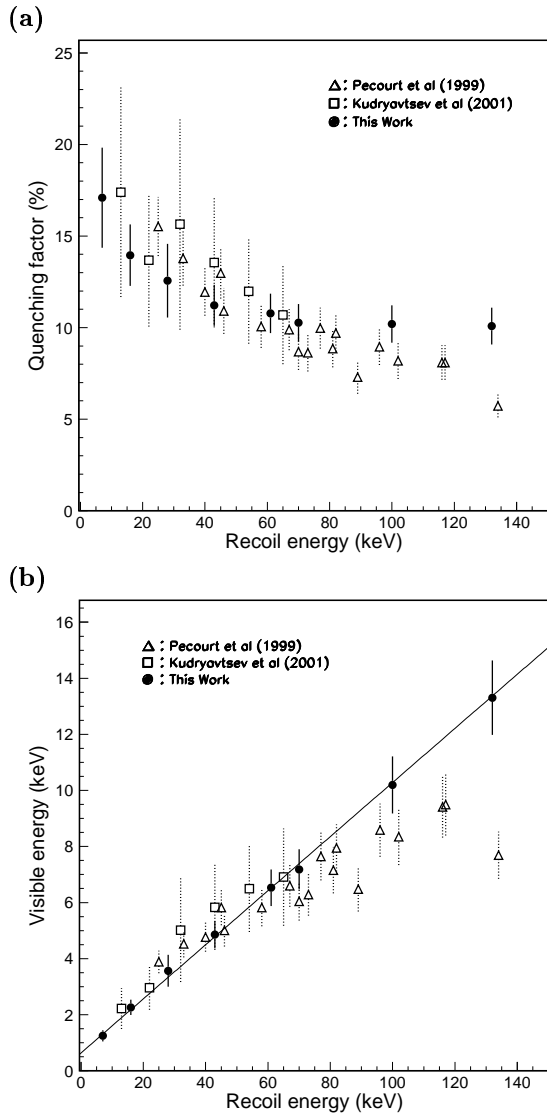 (a)
Quenching factor (%)
25
20
15
10
5
0
△ : Pecourt et al (1999)
□ : Kudryavtsev et al (2001)
● : This Work
0 20 40 60 80 100 120 140
Recoil energy (keV)
(b)
Visible energy (keV)
16
14
12
10
8
6
4
2
0
△ : Pecourt et al (1999)
□ : Kudryavtsev et al (2001)
● : This Work
0 20 40 60 80 100 120 140
Recoil energy (keV)